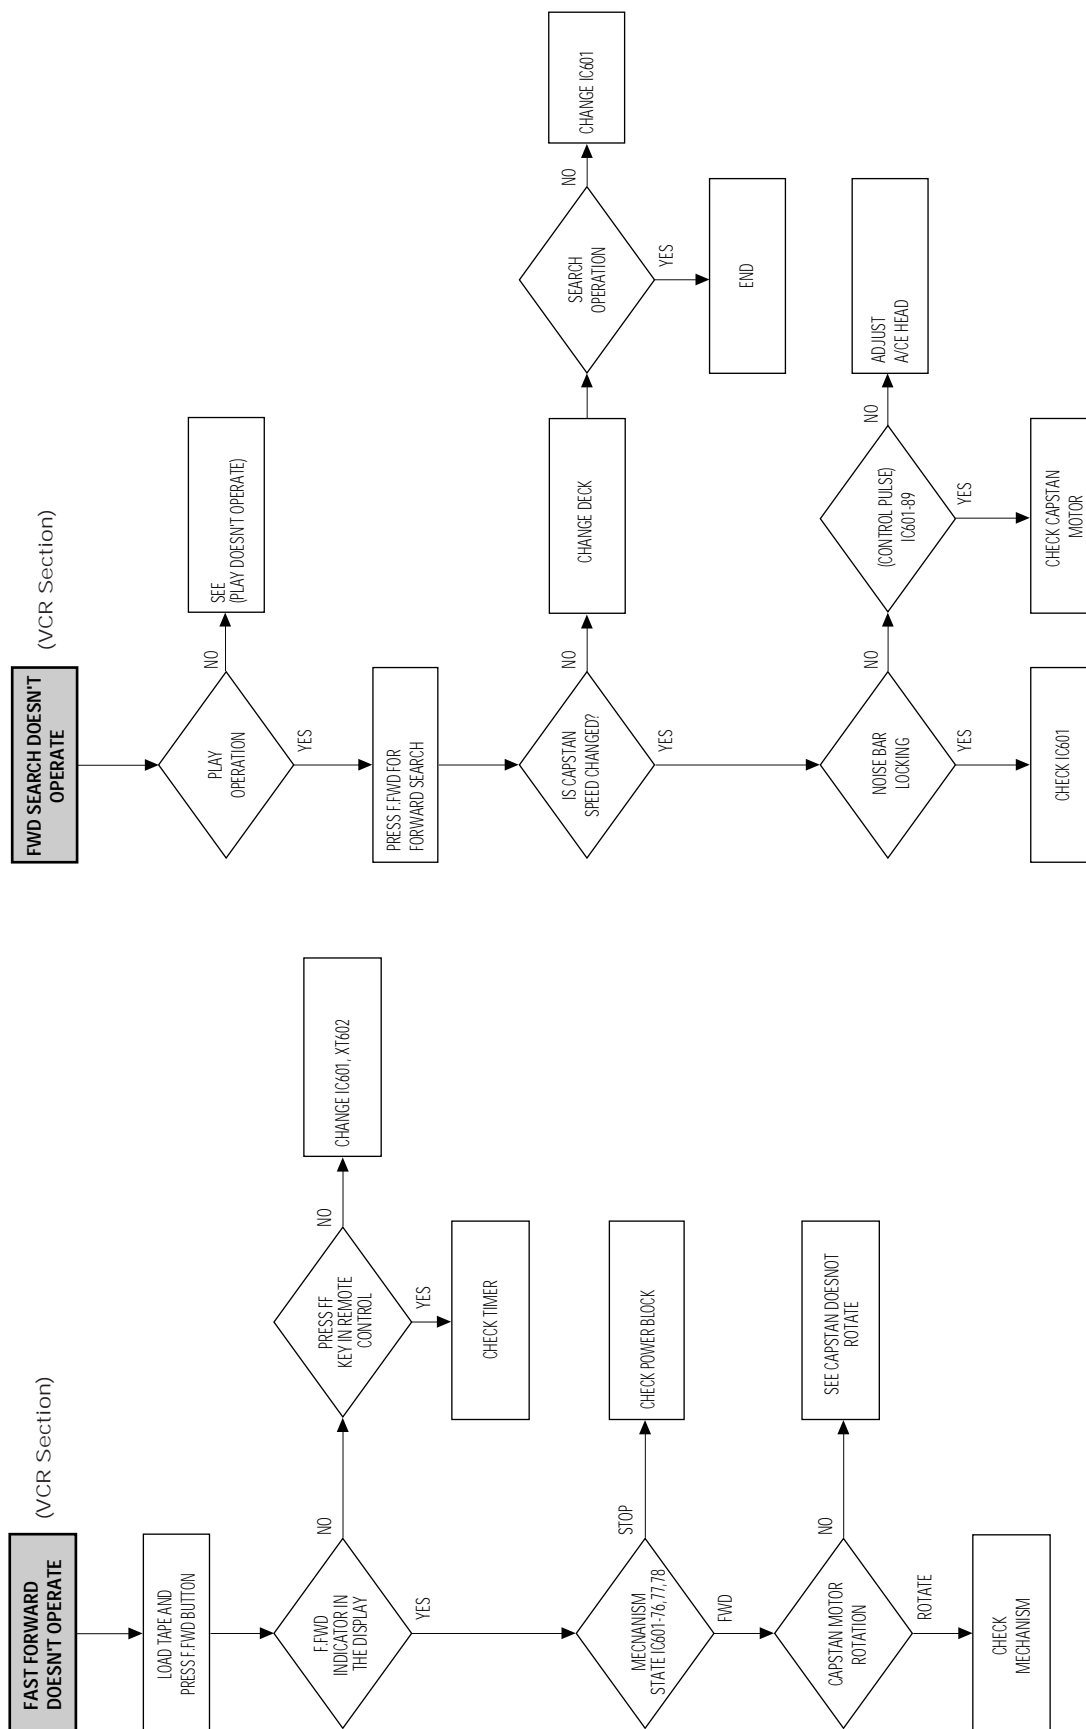 FAST FORWARD
DOESN'T OPERATE
(VCR Section)
LOAD TAPE AND
PRESS F.FWD BUTTON
F.FWD
INDICATOR IN
THE DISPLAY
NO
YES
PRESS FF
KEY IN REMOTE
CONTROL
NO
YES
CHANGE IC601, XT602
CHECK TIMER
MECNANISM
STATE IC601-76,77,78
STOP
FWD
CHECK POWER BLOCK
CAPSTAN MOTOR
ROTATION
NO
ROTATE
SEE CAPSTAN DOESNOT
ROTATE
CHECK
MECHANISM
FWD SEARCH DOESN'T
OPERATE
(VCR Section)
PLAY
OPERATION
NO
YES
SEE
(PLAY DOESN'T OPERATE)
PRESS F.FWD FOR
FORWARD SEARCH
IS CAPSTAN
SPEED CHANGED?
NO
YES
CHANGE DECK
SEARCH
OPERATION
NO
YES
CHANGE IC601
END
NOISE BAR
LOCKING
NO
YES
(CONTROL PULSE)
IC601-89
NO
YES
ADJUST
A/CE HEAD
CHECK CAPSTAN
MOTOR
CHECK IC601